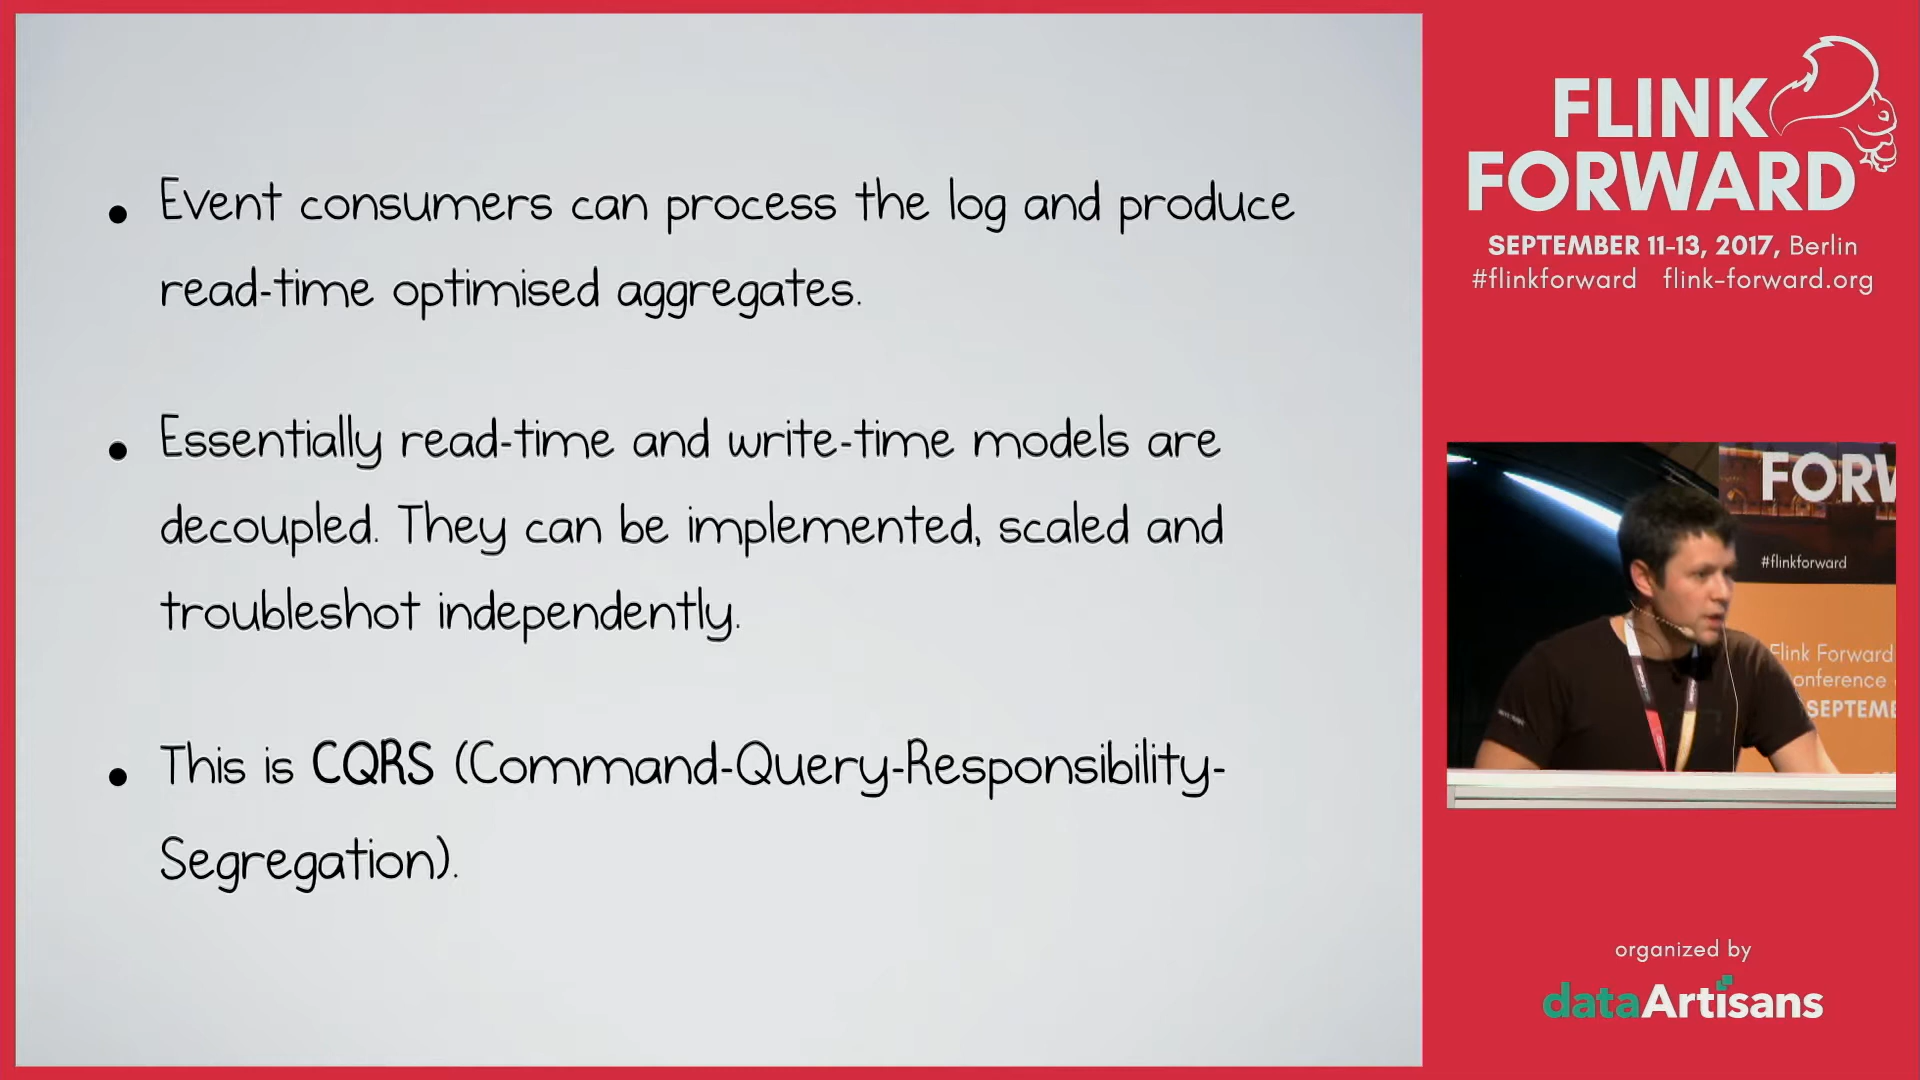 • Event consumers can process the log and produce
read-time optimised aggregates.
• Essentially read-time and write-time models are
decoupled. They can be implemented, scaled and
troubleshot independently.
• This is CQRS (Command-Query-Responsibility-
Segregation).
FLINK
FORWARD
SEPTEMBER 11-13, 2017, Berlin
#flinkforward flink-forward.org
FORW
#flinkforward
Flink Forward
onference
SEPTEME
organized by
dataArtisans